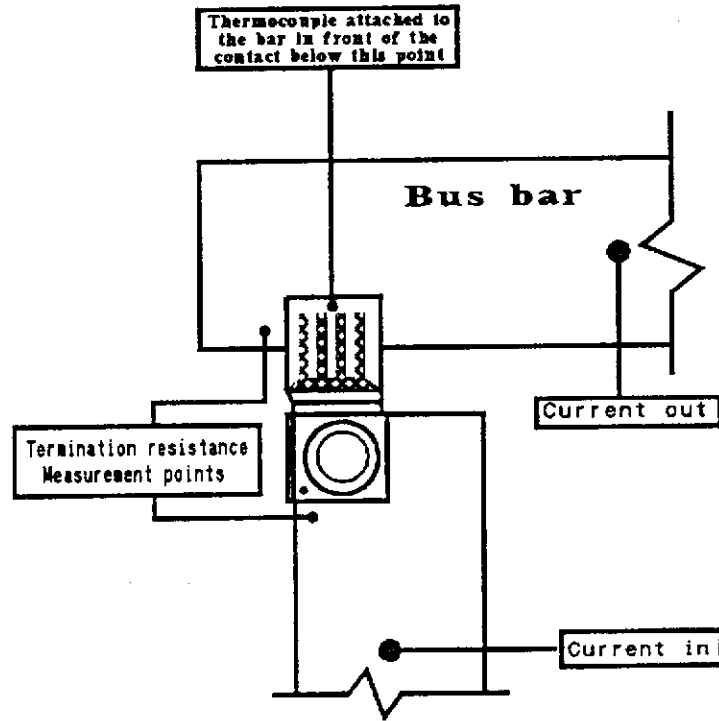 Thermocouple attached to
the bar in front of the
contact below this point
Bus bar
Current out
Termination resistance
Measurement points
Current in